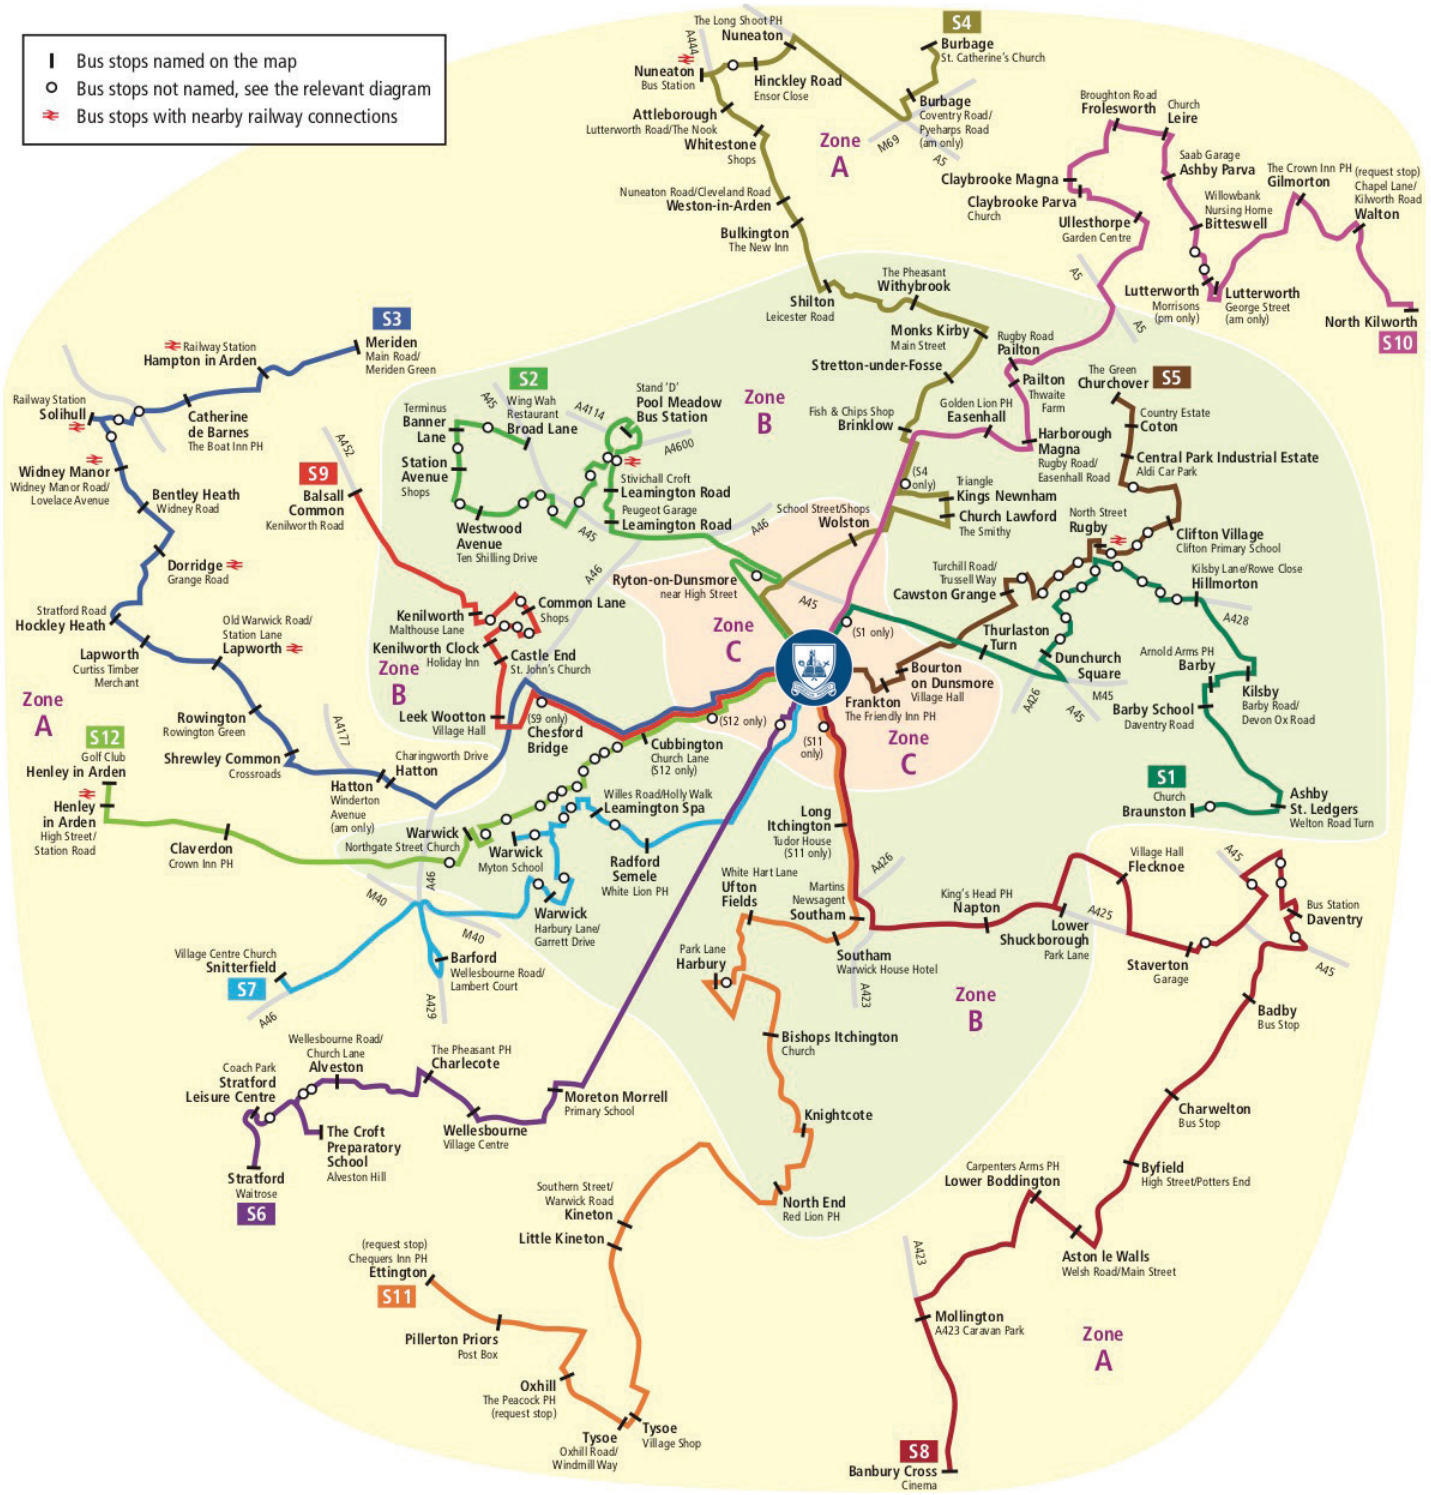 Bus stops named on the map
Bus stops not named, see the relevant diagram
Bus stops with nearby railway connections
The Long Shoot PH
Nuneaton
A444
Nuneaton
Bus Station
Hinckley Road
Ensor Close
S4
Burbage
St. Catherine's Church
Burbage
Coventry Road/
Pyeharps Road
(am only)
M69
A5
Attleborough
Lutterworth Road/The Nook
Whitestone
Shops
Zone
A
Nuneaton Road/Cleveland Road
Weston-in-Arden
Bulkington
The New Inn
Shilton
Leicester Road
The Pheasant
Withybrook
Monks Kirby
Main Street
Stretton-under-Fosse
Fish & Chips Shop
Brinklow
(S4
only)
Triangle
Kings Newnham
Church Lawford
The Smithy
School Street/Shops
Wolston
Broughton Road
Frolesworth
Church
Leire
Saab Garage
Ashby Parva
Claybrooke Magna
Claybrooke Parva
Church
Ullesthorpe
Garden Centre
Willowbank
Nursing Home
Bitteswell
The Crown Inn PH
Gilmorton
(request stop)
Chapel Lane/
Kilworth Road
Walton
Lutterworth
Morrisons
(pm only)
Lutterworth
George Street
(am only)
North Kilworth
S10
A5
A5
Rugby Road
Pailton
Pailton
Thwaite
Farm
Golden Lion PH
Easenhall
Harborough
Magna
Rugby Road/
Easenhall Road
The Green
Churchover
S5
Country Estate
Coton
Central Park Industrial Estate
Aldi Car Park
North Street
Rugby
Clifton Village
Clifton Primary School
Turchill Road/
Trussell Way
Cawston Grange
Kilsby Lane/Rowe Close
Hillmorton
A428
Thurlaston
Turn
Dunchurch
Square
A426
M45
A45
Arnold Arms PH
Barby
Kilsby
Barby Road/
Devon Ox Road
Barby School
Daventry Road
Bourton
on Dunsmore
Village Hall
Frankton
The Friendly Inn PH
(S1 only)
S1
Church
Braunston
Ashby
St. Ledgers
Welton Road Turn
Zone
B
S3
Meriden
Main Road/
Meriden Green
Railway Station
Hampton in Arden
Catherine
de Barnes
The Boat Inn PH
Railway Station
Solihull
Widney Manor
Widney Manor Road/
Lovelace Avenue
Bentley Heath
Widney Road
Dorridge
Grange Road
Stratford Road
Hockley Heath
Old Warwick Road/
Station Lane
Lapworth
Lapworth
Curtiss Timber
Merchant
Zone
A
Rowington
Rowington Green
Shrewley Common
Crossroads
A4177
Charingworth Drive
Hatton
Hatton
Winderton
Avenue
(am only)
S2
Wing Wah
Restaurant
Broad Lane
A45
Terminus
Banner
Lane
Station
Avenue
Shops
Westwood
Avenue
Ten Shilling Drive
A4114
Stand 'D'
Pool Meadow
Bus Station
A4600
Stivichall Croft
Leamington Road
Peugeot Garage
Leamington Road
A45
A46
A46
Ryton-on-Dunsmore
near High Street
A45
Zone
C
S9
A452
Balsall
Common
Kenilworth Road
Kenilworth
Malthouse Lane
Common Lane
Shops
Kenilworth Clock
Holiday Inn
Castle End
St. John's Church
Zone
B
Leek Wootton
Village Hall
(S9 only)
Chesford
Bridge
(S12 only)
Cubbington
Church Lane
(S12 only)
(S11
only)
Zone
C
S12
Golf Club
Henley in Arden
Henley
in Arden
High Street/
Station Road
Claverdon
Crown Inn PH
Warwick
Northgate Street Church
Warwick
Myton School
Willes Road/Holly Walk
Leamington Spa
Radford
Semele
White Lion PH
A46
M40
Warwick
Harbury Lane/
Garrett Drive
M40
Barford
Wellesbourne Road/
Lambert Court
A429
Village Centre Church
Snitterfield
S7
A46
Long
Itchington
Tudor House
(S11 only)
A426
White Hart Lane
Ufton
Fields
Martins
Newsagent
Southam
Southam
Warwick House Hotel
A423
Park Lane
Harbury
Bishops Itchington
Church
Knightcote
North End
Red Lion PH
King's Head PH
Napton
Lower
Shuckborough
Park Lane
A425
Village Hall
Flecknoe
Staverton
Garage
A45
Bus Station
Daventry
A45
Zone
B
Badby
Bus Stop
Charwelton
Bus Stop
Byfield
High Street/Potters End
Carpenters Arms PH
Lower Boddington
Aston le Walls
Welsh Road/Main Street
A423
Mollington
A423 Caravan Park
Zone
A
S8
Banbury Cross
Cinema
Wellesbourne Road/
Church Lane
Alveston
The Pheasant PH
Charlecote
Coach Park
Stratford
Leisure Centre
The Croft
Preparatory
School
Alveston Hill
Stratford
Waitrose
S6
Wellesbourne
Village Centre
Moreton Morrell
Primary School
Southern Street/
Warwick Road
Kineton
Little Kineton
(request stop)
Chequers Inn PH
Ettington
S11
Pillerton Priors
Post Box
Oxhill
The Peacock PH
(request stop)
Tysoe
Oxhill Road/
Windmill Way
Tysoe
Village Shop